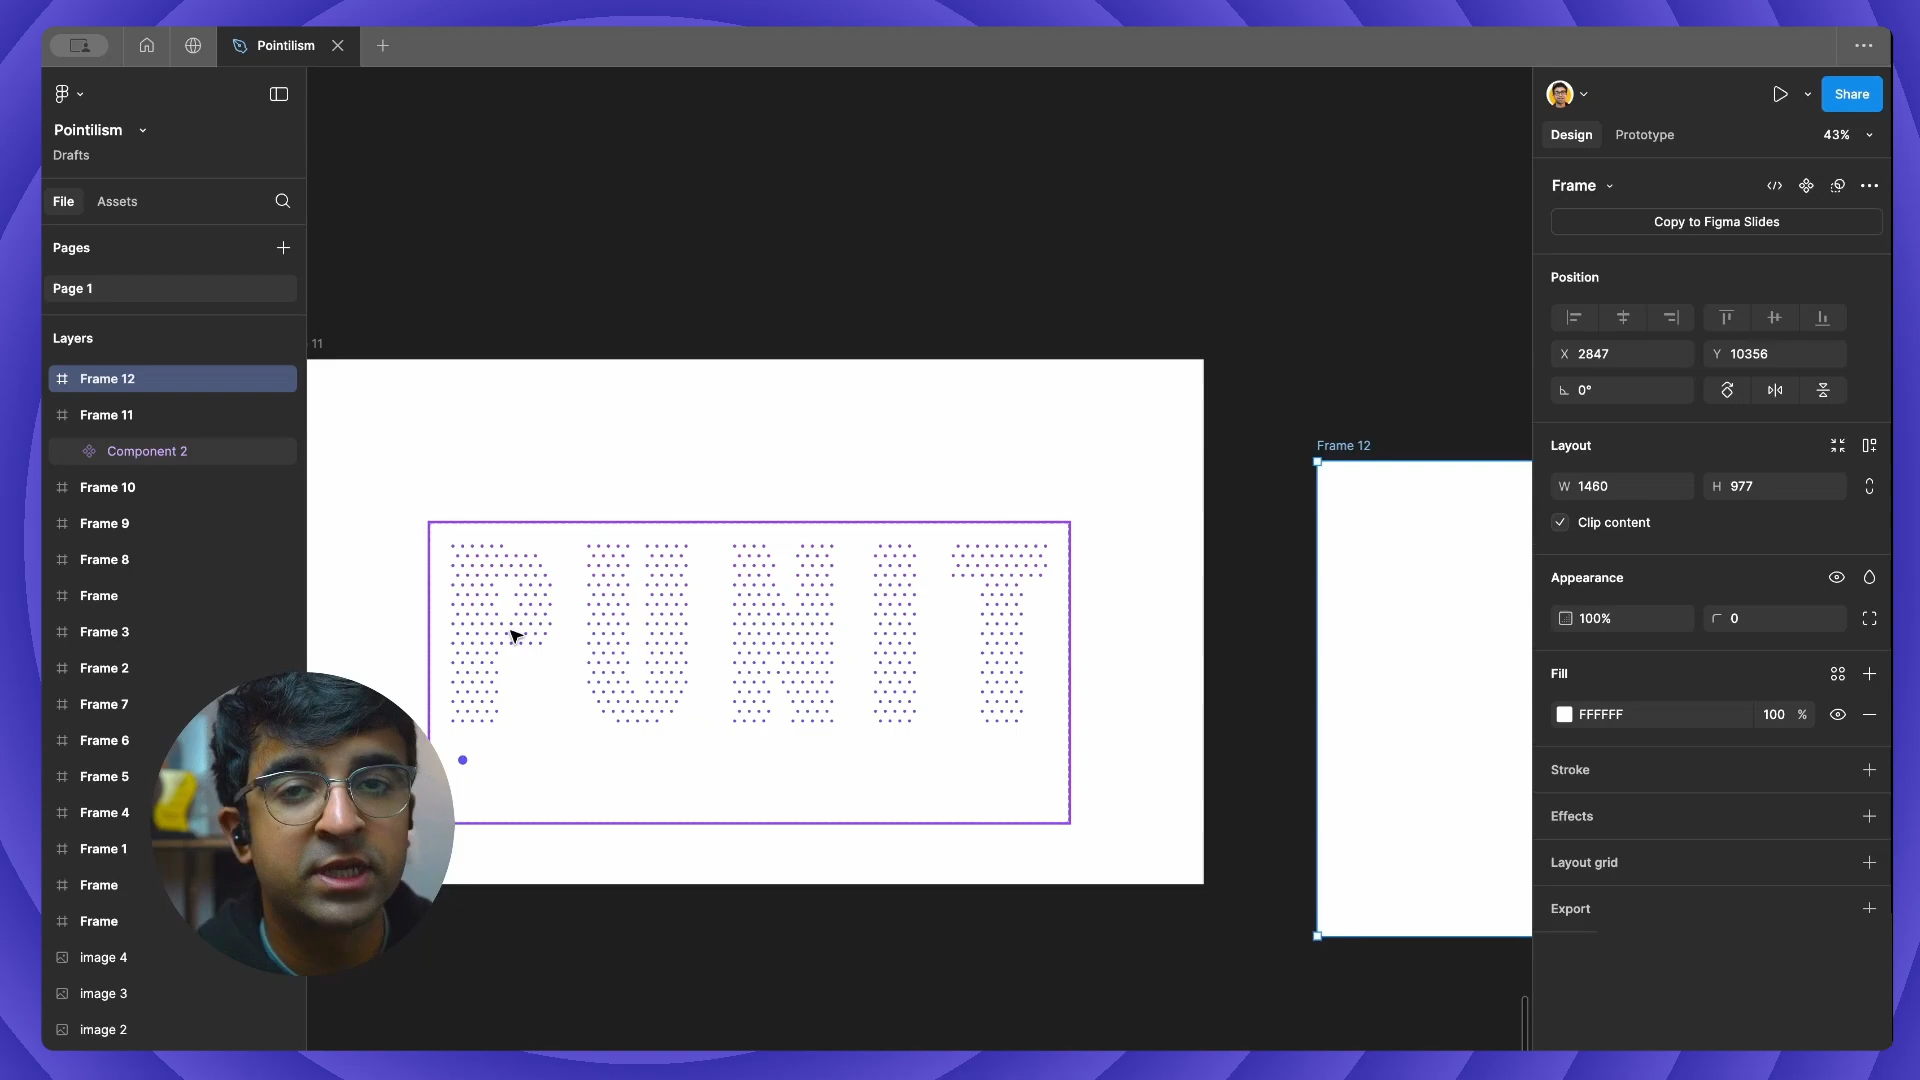 Pointilism
Pointilism
Drafts
File
Assets
Pages
Page 1
Layers
Frame 12
Frame 11
Component 2
Frame 10
Frame 9
Frame 8
Frame
Frame 3
Frame 2
Frame 7
Frame 6
Frame 5
Frame 4
Frame 1
Frame
Frame
image 4
image 3
image 2
11
PUNIT
Frame 12
Share
Design
Prototype
43%
Frame
Copy to Figma Slides
Position
X 2847
Y 10356
0°
Layout
W 1460
H 977
Clip content
Appearance
100%
0
Fill
FFFFFF
100 %
Stroke
Effects
Layout grid
Export